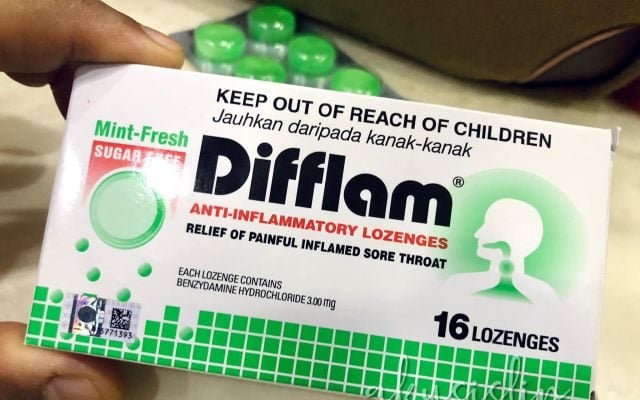 KEEP OUT OF REACH OF CHILDREN
Jauhkan daripada kanak-kanak
Mint-Fresh
SUGAR FREE
Difflam®
ANTI-INFLAMMATORY LOZENGES
RELIEF OF PAINFUL INFLAMED SORE THROAT
EACH LOZENGE CONTAINS
BENZYDAMINE HYDROCHLORIDE 3.00 mg
16 LOZENGES
5771393